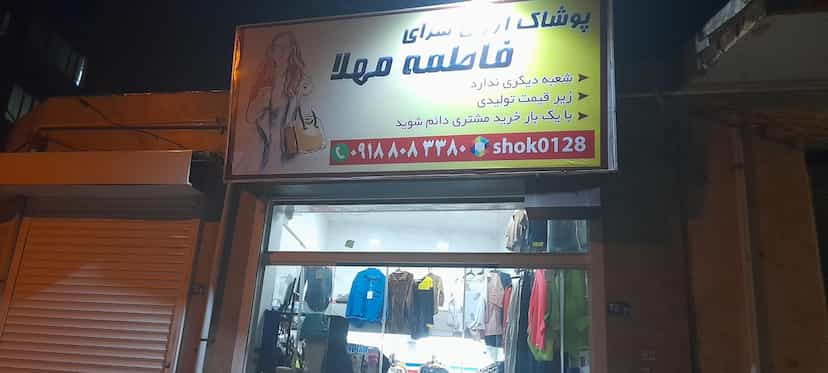 پوشاک ارزان سرای
فاطمه مهلا
شعبه دیگری ندارد
زیر قیمت تولیدی
با یک بار خرید مشتری دائم شوید
۰۹۱۸ ۸۰۸ ۳۳۸۰ shok0128